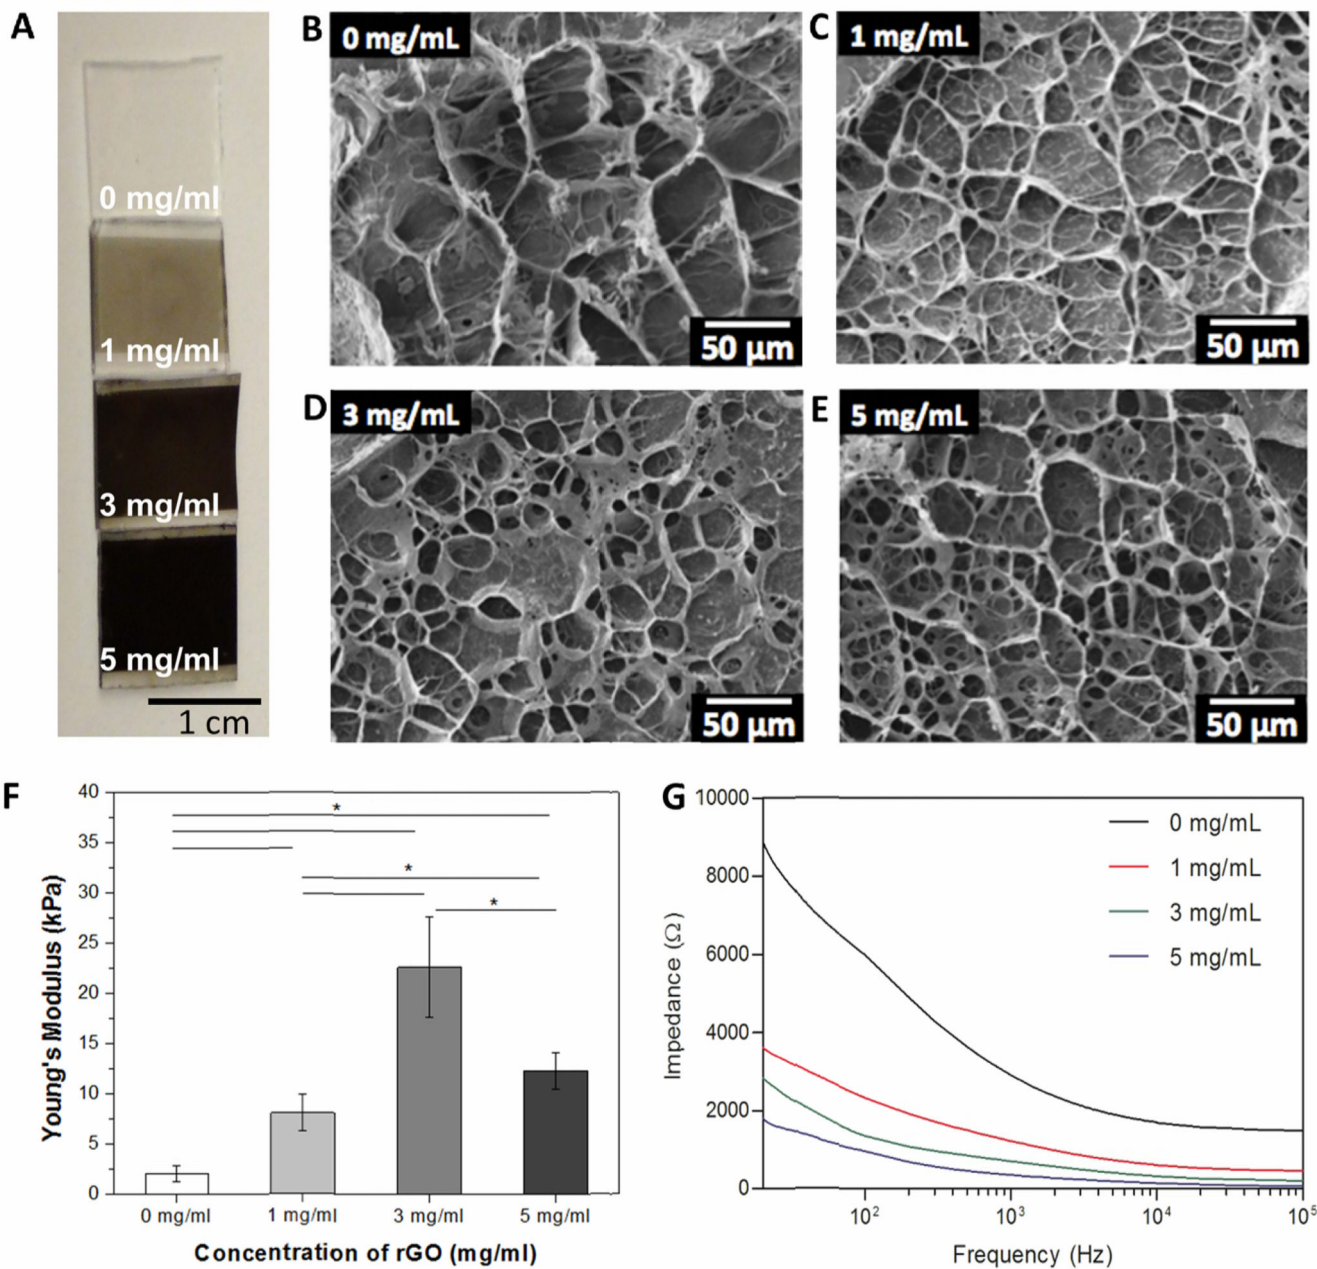 A
0 mg/ml
1 mg/ml
3 mg/ml
5 mg/ml
1 cm
B
0 mg/mL
50 µm
C
1 mg/mL
50 µm
D
3 mg/mL
50 µm
E
5 mg/mL
50 µm
F
40
35
30
25
20
15
10
5
0
Young's Modulus (kPa)
*
*
*
0 mg/ml
1 mg/ml
3 mg/ml
5 mg/ml
Concentration of rGO (mg/ml)
G
10000
8000
6000
4000
2000
0
Impedance (Ω)
0 mg/mL
1 mg/mL
3 mg/mL
5 mg/mL
10²
10³
10⁴
10⁵
Frequency (Hz)